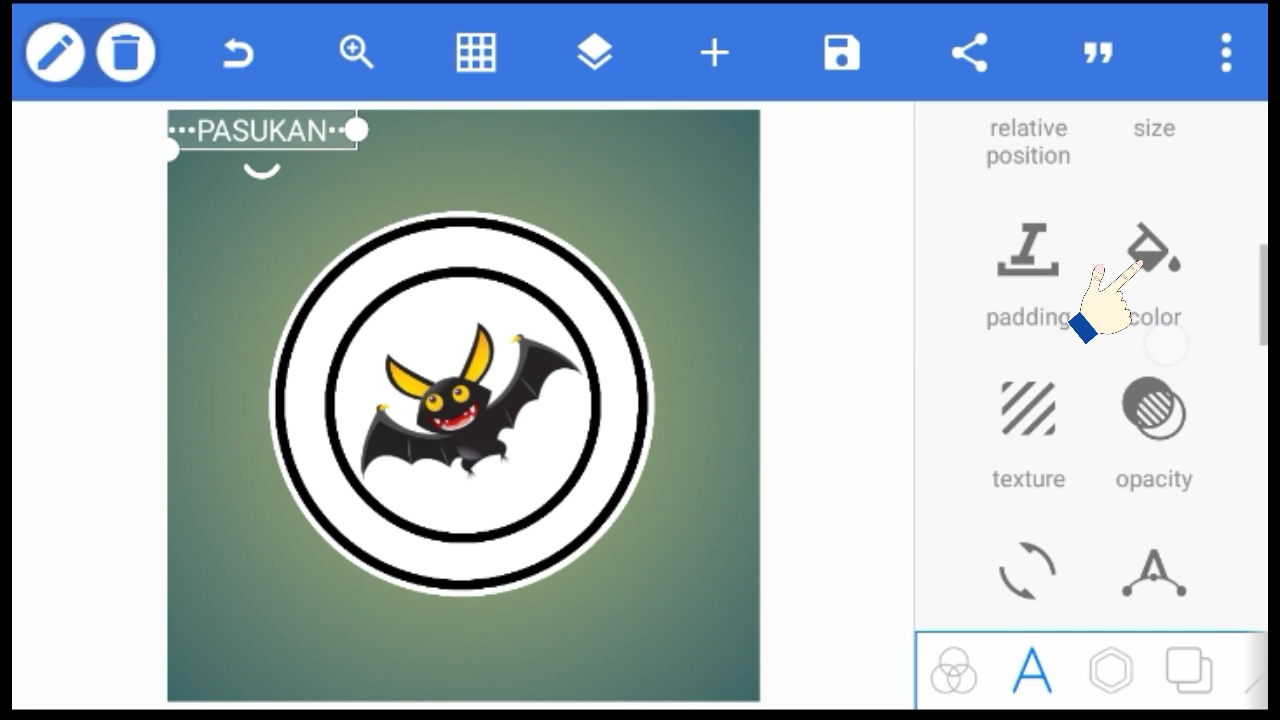 •••PASUKAN••
relative
position
size
padding
color
texture
opacity